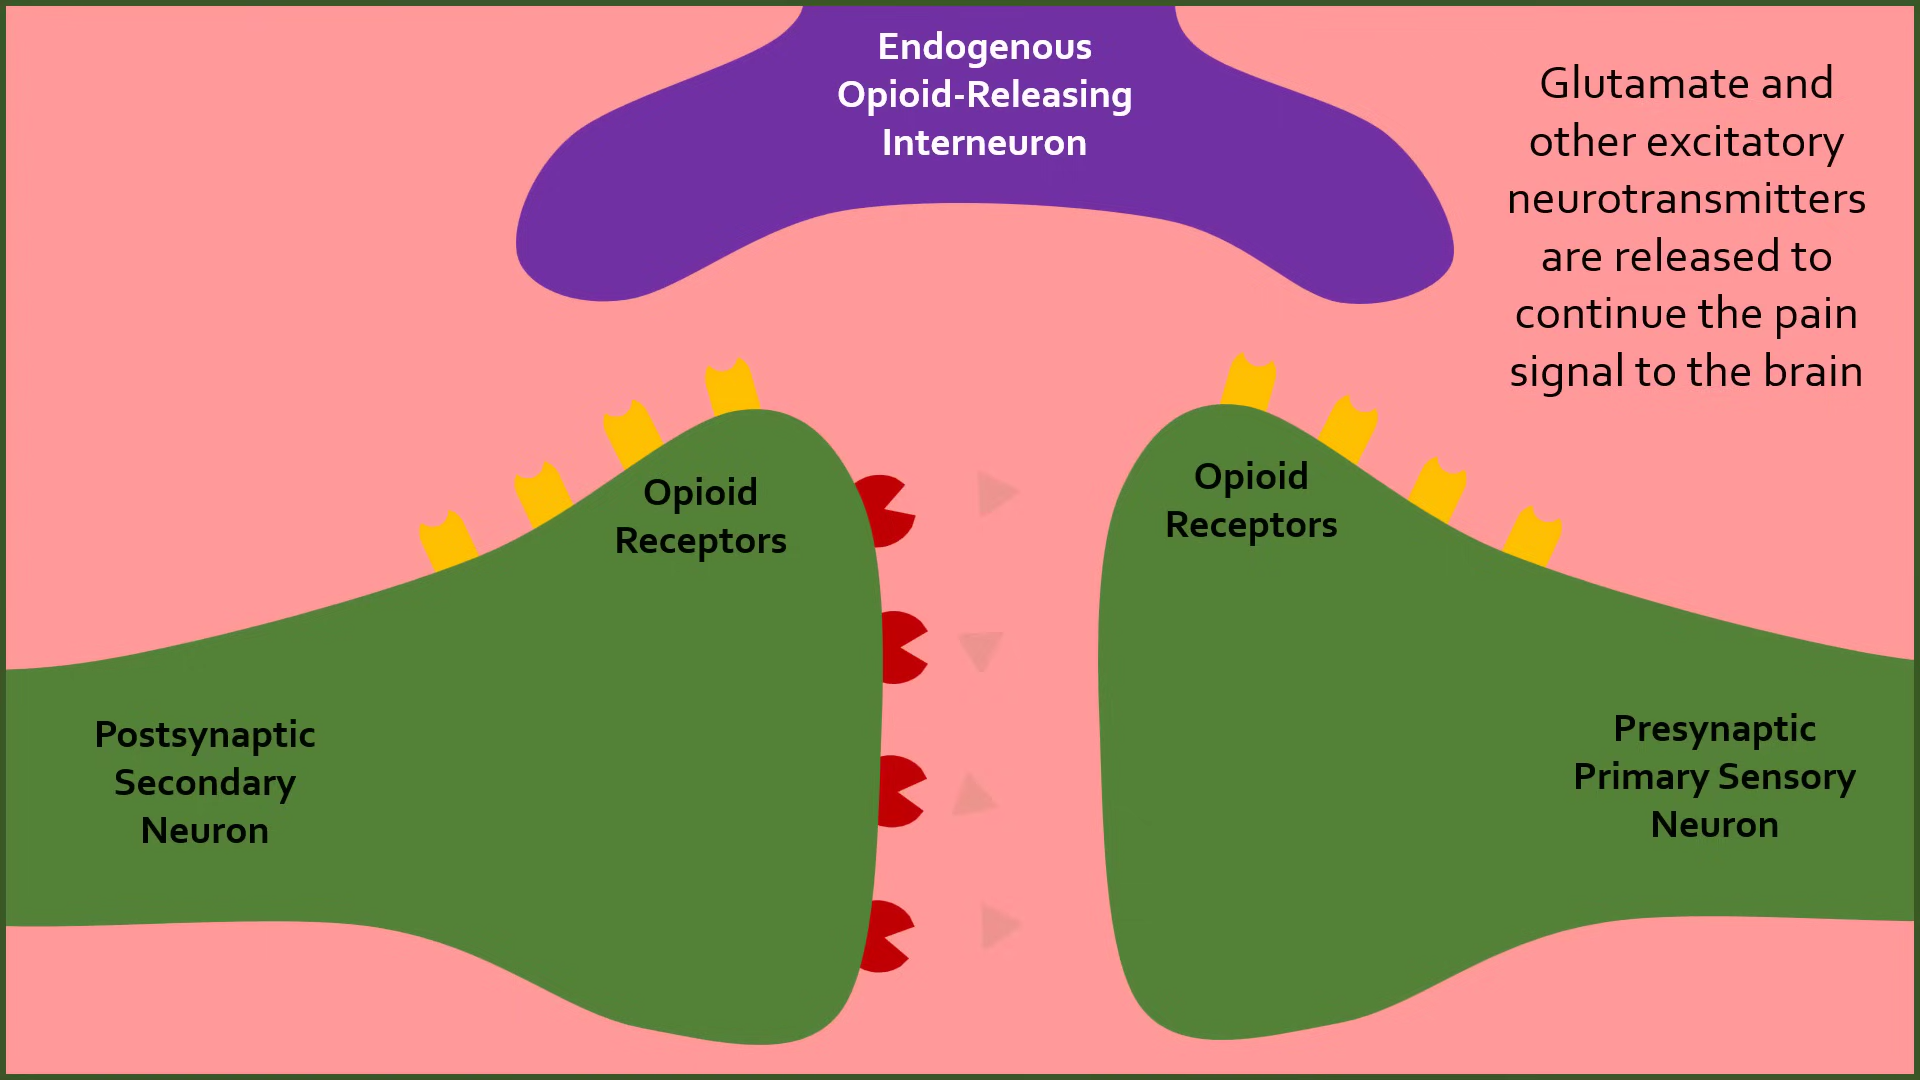 Endogenous
Opioid-Releasing
Interneuron
Glutamate and
other excitatory
neurotransmitters
are released to
continue the pain
signal to the brain
Opioid
Receptors
Opioid
Receptors
Postsynaptic
Secondary
Neuron
Presynaptic
Primary Sensory
Neuron